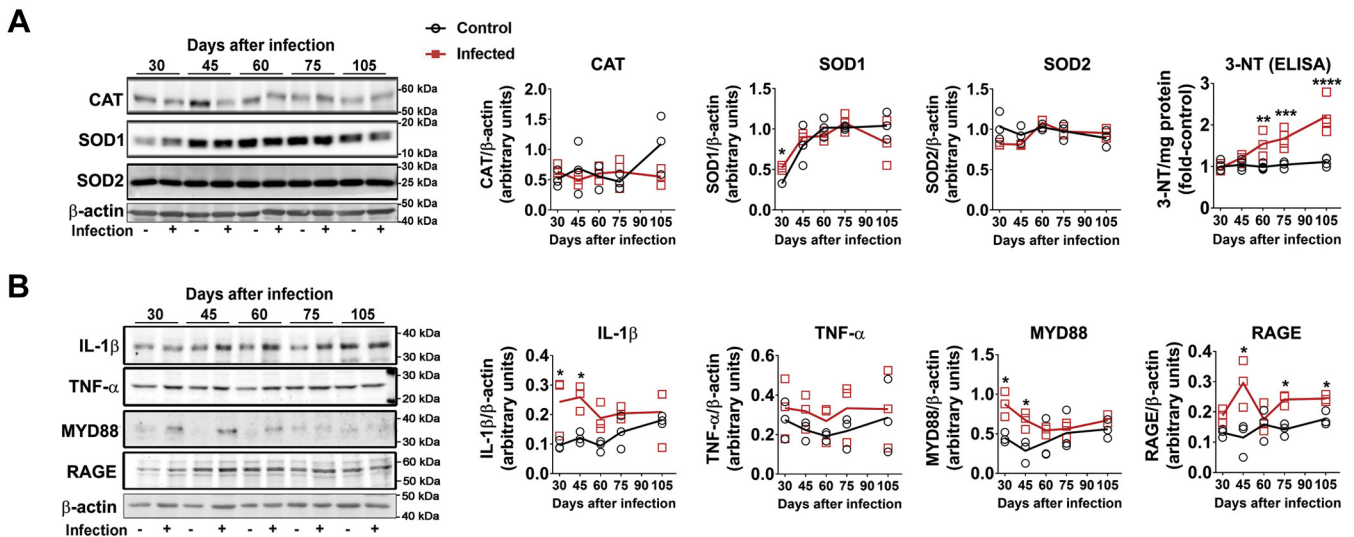 A
Days after infection
30 45 60 75 105
CAT
60 kDa
50 kDa
SOD1
20 kDa
10 kDa
SOD2
30 kDa
25 kDa
β-actin
50 kDa
40 kDa
Infection - + - + - + - + - +
Control
Infected
CAT
CAT/β-actin
(arbitrary units)
2.0
1.5
1.0
0.5
0.0
30 45 60 75 90 105
Days after infection
SOD1
SOD1/β-actin
(arbitrary units)
1.5
1.0
0.5
0.0
*
30 45 60 75 90 105
Days after infection
SOD2
SOD2/β-actin
(arbitrary units)
1.5
1.0
0.5
0.0
30 45 60 75 90 105
Days after infection
3-NT (ELISA)
3-NT/mg protein
(fold-control)
3
2
1
0
** *** ****
30 45 60 75 90 105
Days after infection
B
Days after infection
30 45 60 75 105
IL-1β
40 kDa
30 kDa
TNF-α
30 kDa
20 kDa
MYD88
40 kDa
30 kDa
RAGE
60 kDa
50 kDa
β-actin
50 kDa
40 kDa
Infection - + - + - + - + - +
IL-1β
IL-1β/β-actin
(arbitrary units)
0.4
0.3
0.2
0.1
0.0
* *
30 45 60 75 90 105
Days after infection
TNF-α
TNF-α/β-actin
(arbitrary units)
0.6
0.4
0.2
0.0
30 45 60 75 90 105
Days after infection
MYD88
MYD88/β-actin
(arbitrary units)
1.5
1.0
0.5
0.0
* *
30 45 60 75 90 105
Days after infection
RAGE
RAGE/β-actin
(arbitrary units)
0.4
0.3
0.2
0.1
0.0
* * *
30 45 60 75 90 105
Days after infection